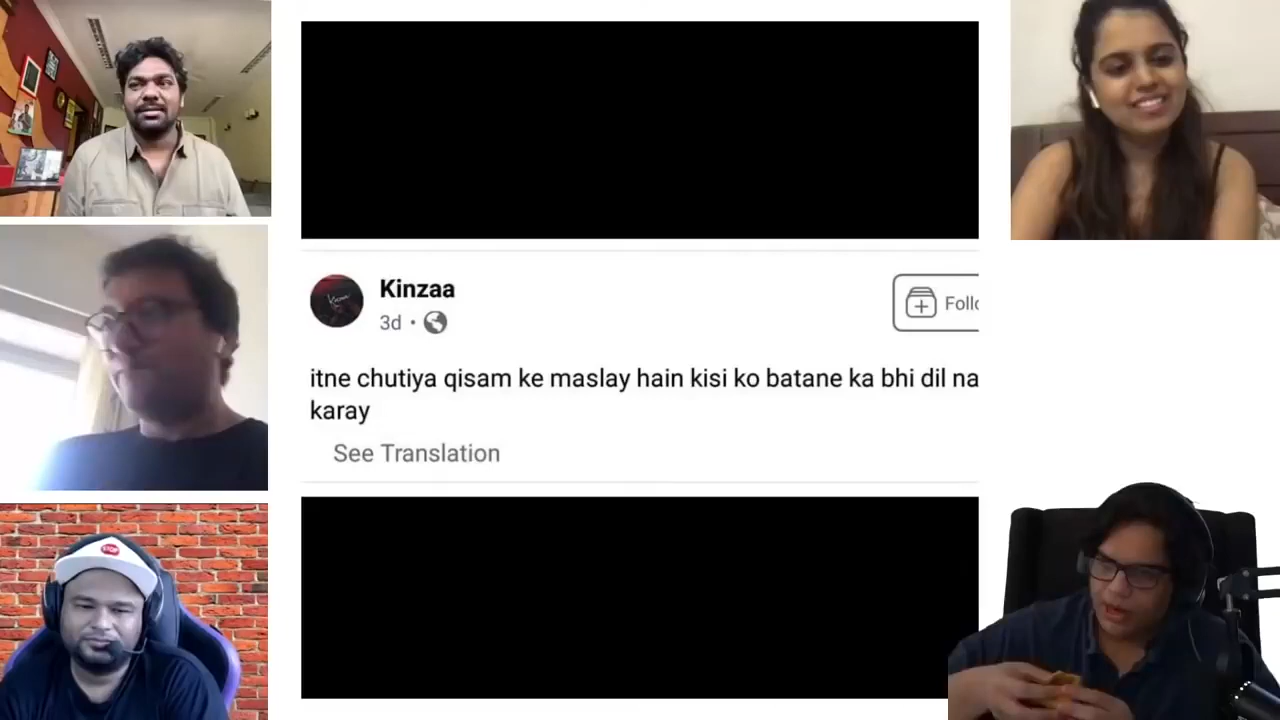 Kinzaa
3d ·
Follo
itne chutiya qisam ke maslay hain kisi ko batane ka bhi dil na
karay
See Translation
STOP